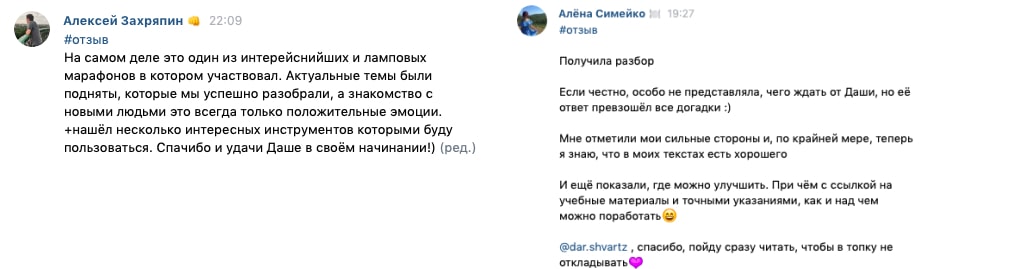 Алексей Захряпин 👊 22:09
#отзыв
На самом деле это один из интерейснийших и ламповых
марафонов в котором участвовал. Актуальные темы были
подняты, которые мы успешно разобрали, а знакомство с
новыми людьми это всегда только положительные эмоции.
+нашёл несколько интересных инструментов которыми буду
пользоваться. Спачибо и удачи Даше в своём начинании!) (ред.)
Алёна Симейко 19:27
#отзыв
Получила разбор
Если честно, особо не представляла, чего ждать от Даши, но её
ответ превзошёл все догадки :)
Мне отметили мои сильные стороны и, по крайней мере, теперь
я знаю, что в моих текстах есть хорошего
И ещё показали, где можно улучшить. При чём с ссылкой на
учебные материалы и точными указаниями, как и над чем
можно поработать😄
@dar.shvartz , спасибо, пойду сразу читать, чтобы в топку не
откладывать💜